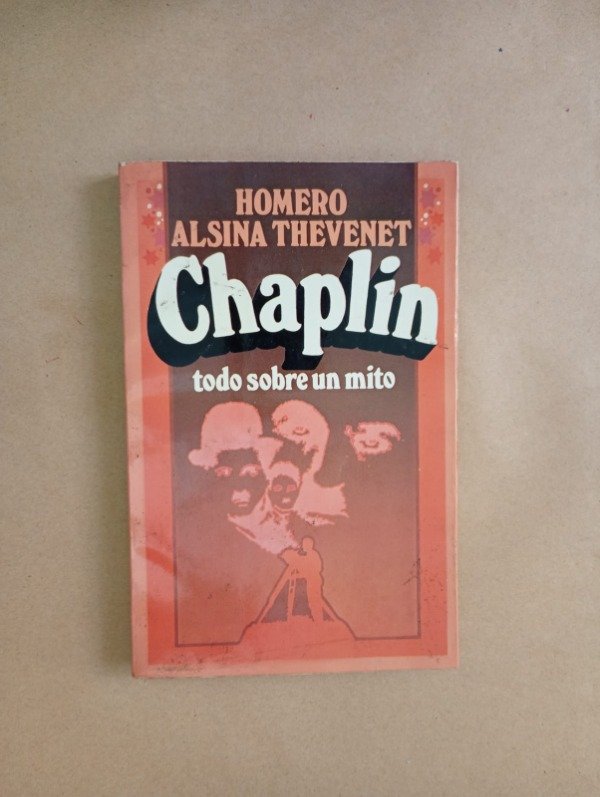 HOMERO
ALSINA THEVENET
Chaplin
todo sobre un mito